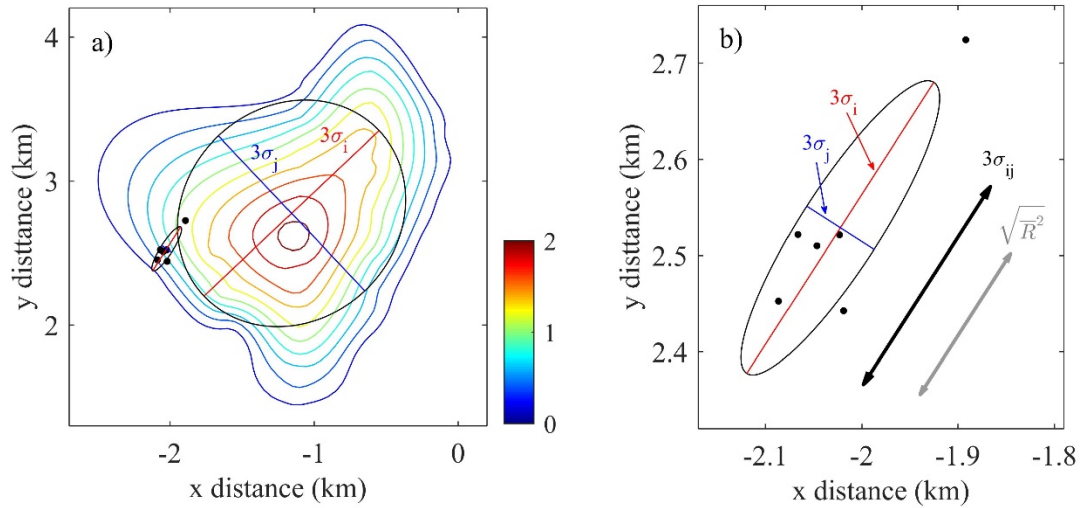 a)
3σj
3σi
4
3
2
y disttance (km)
-2
-1
0
x distance (km)
2
1
0
b)
3σi
3σj
3σij
√R̅²
2.7
2.6
2.5
2.4
y disttance (km)
-2.1
-2
-1.9
-1.8
x distance (km)